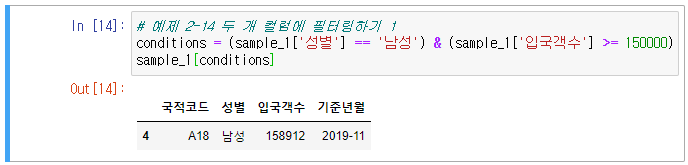 In [14]: # 예제 2-14 두 개 컬럼에 필터링하기 1
conditions = (sample_1['성별'] == '남성') & (sample_1['입국객수'] >= 150000)
sample_1[conditions]
Out[14]:
국적코드 성별 입국객수 기준년월
4 A18 남성 158912 2019-11